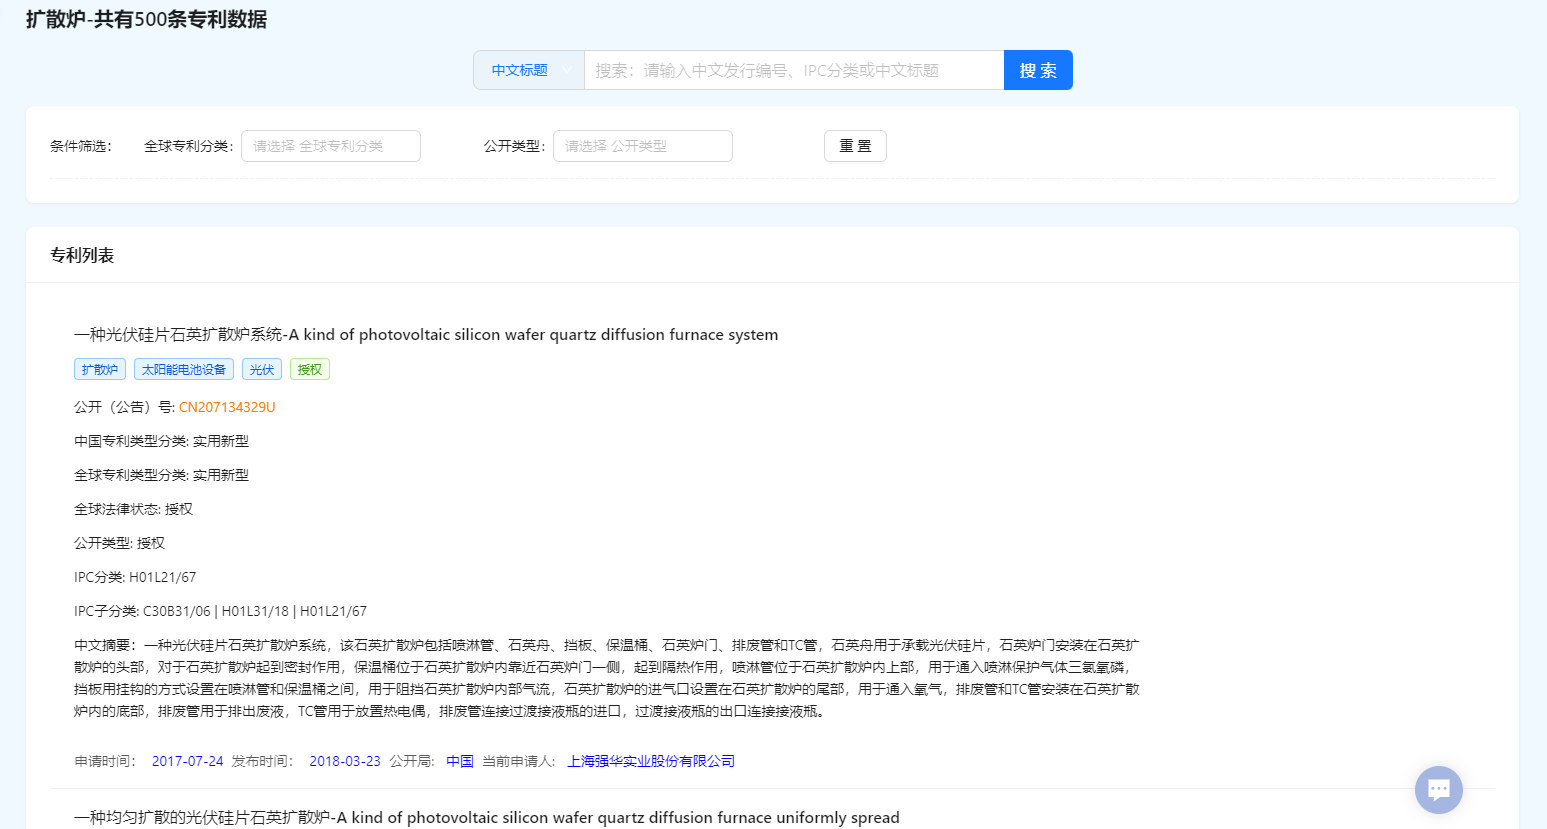 扩散炉-共有500条专利数据
中文标题 搜索：请输入中文发行编号、IPC分类或中文标题 搜 索
条件筛选： 全球专利分类： 请选择 全球专利分类 公开类型： 请选择 公开类型 重 置
专利列表
一种光伏硅片石英扩散炉系统-A kind of photovoltaic silicon wafer quartz diffusion furnace system
扩散炉 太阳能电池设备 光伏 授权
公开（公告）号: CN207134329U
中国专利类型分类: 实用新型
全球专利类型分类: 实用新型
全球法律状态: 授权
公开类型: 授权
IPC分类: H01L21/67
IPC子分类: C30B31/06 | H01L31/18 | H01L21/67
中文摘要：一种光伏硅片石英扩散炉系统，该石英扩散炉包括喷淋管、石英舟、挡板、保温桶、石英炉门、排废管和TC管，石英舟用于承载光伏硅片，石英炉门安装在石英扩
散炉的头部，对于石英扩散炉起到密封作用，保温桶位于石英扩散炉内靠近石英炉门一侧，起到隔热作用，喷淋管位于石英扩散炉内上部，用于通入喷淋保护气体三氯氧磷，
挡板用挂钩的方式设置在喷淋管和保温桶之间，用于阻挡石英扩散炉内部气流，石英扩散炉的进气口设置在石英扩散炉的尾部，用于通入氧气，排废管和TC管安装在石英扩散
炉内的底部，排废管用于排出废液，TC管用于放置热电偶，排废管连接过渡接液瓶的进口，过渡接液瓶的出口连接接液瓶。
申请时间： 2017-07-24 发布时间： 2018-03-23 公开局: 中国 当前申请人: 上海强华实业股份有限公司
一种均匀扩散的光伏硅片石英扩散炉-A kind of photovoltaic silicon wafer quartz diffusion furnace uniformly spread